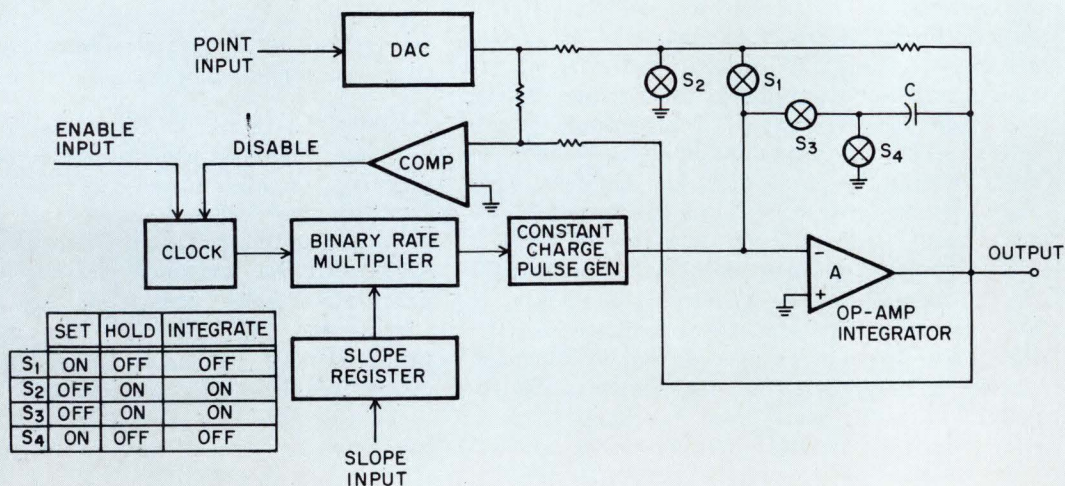 POINT
INPUT
DAC
S2
S1
C
S3
S4
ENABLE
INPUT
DISABLE
COMP
CLOCK
BINARY RATE
MULTIPLIER
CONSTANT
CHARGE
PULSE GEN
−
A
+
OUTPUT
OP-AMP
INTEGRATOR
SET HOLD INTEGRATE
S1 ON OFF OFF
S2 OFF ON ON
S3 OFF ON ON
S4 ON OFF OFF
SLOPE
REGISTER
SLOPE
INPUT